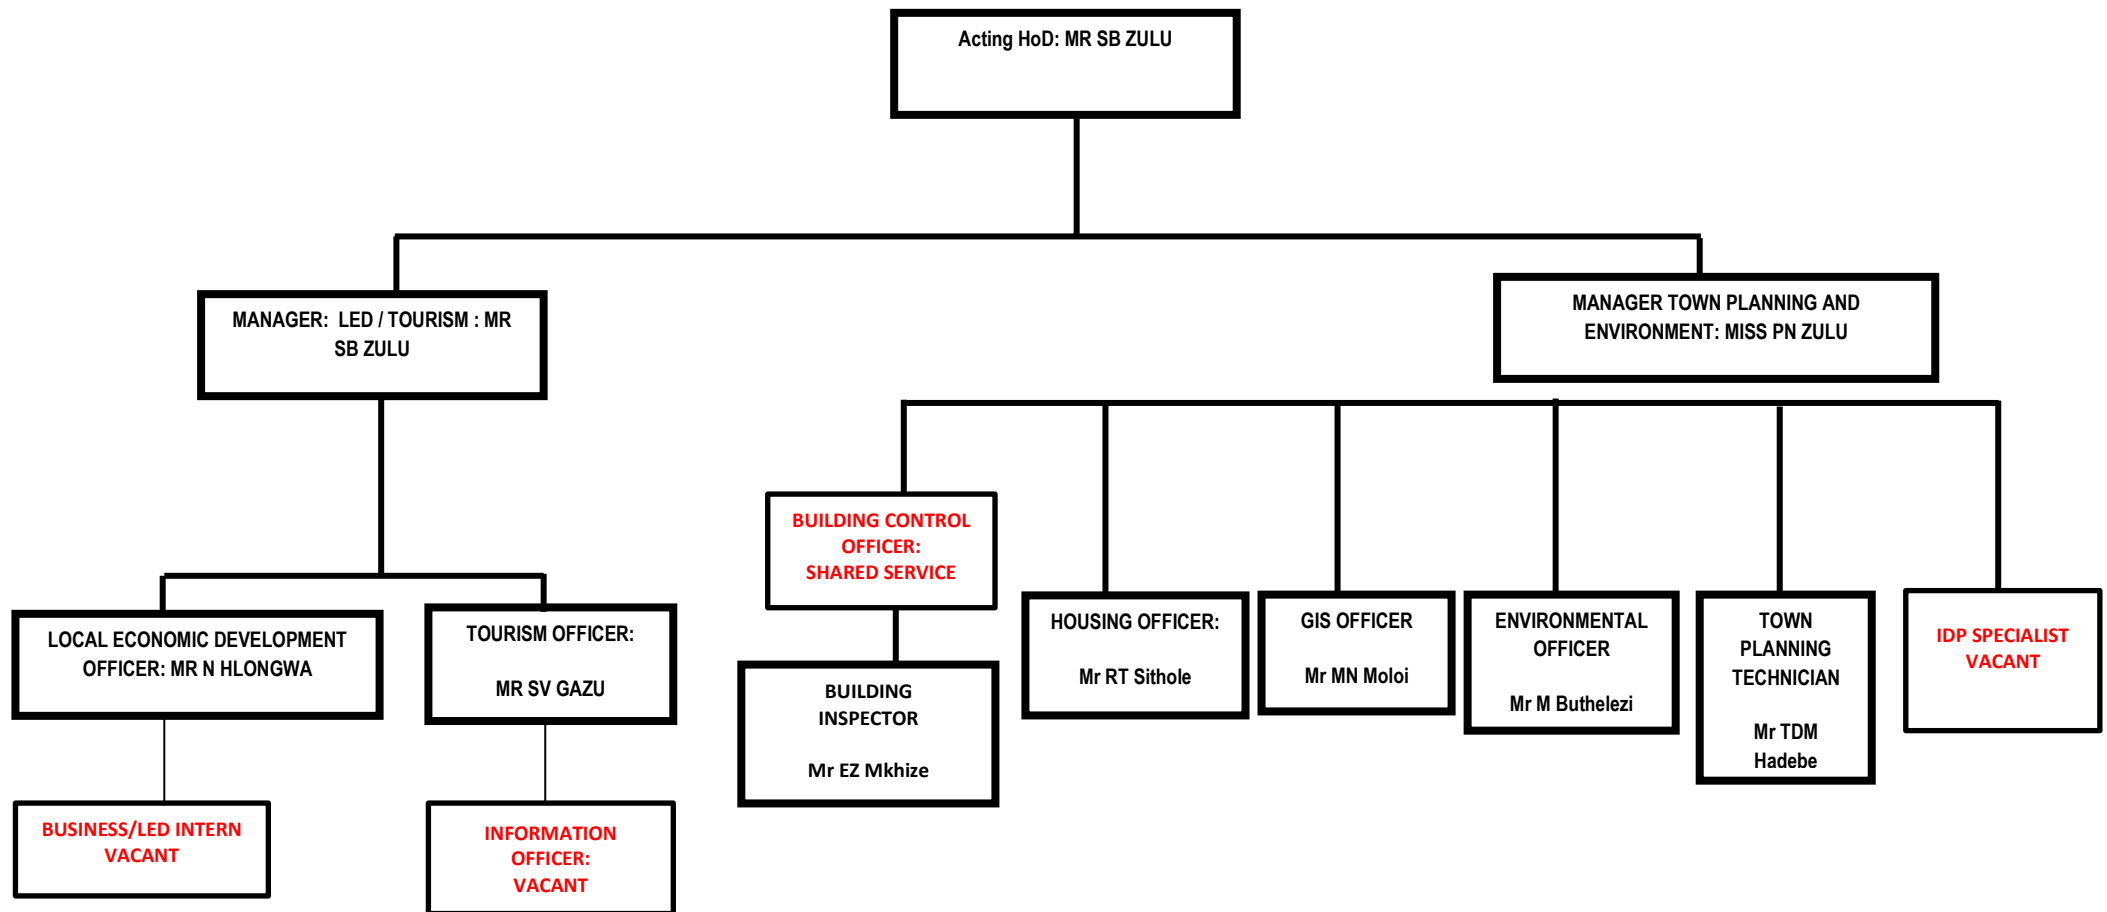 Acting HoD: MR SB ZULU
MANAGER: LED / TOURISM : MR
SB ZULU
MANAGER TOWN PLANNING AND
ENVIRONMENT: MISS PN ZULU
LOCAL ECONOMIC DEVELOPMENT
OFFICER: MR N HLONGWA
TOURISM OFFICER:
MR SV GAZU
BUSINESS/LED INTERN
VACANT
INFORMATION
OFFICER:
VACANT
BUILDING CONTROL
OFFICER:
SHARED SERVICE
BUILDING
INSPECTOR
Mr EZ Mkhize
HOUSING OFFICER:
Mr RT Sithole
GIS OFFICER
Mr MN Moloi
ENVIRONMENTAL
OFFICER
Mr M Buthelezi
TOWN
PLANNING
TECHNICIAN
Mr TDM
Hadebe
IDP SPECIALIST
VACANT